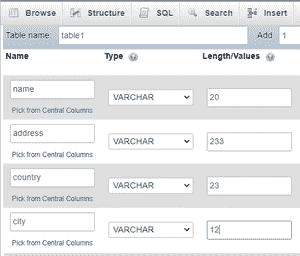 Browse Structure SQL Search Insert
Table name: table1 Add 1
Name Type Length/Values
name VARCHAR 20
Pick from Central Columns
address VARCHAR 233
Pick from Central Columns
country VARCHAR 23
Pick from Central Columns
city VARCHAR 12
Pick from Central Columns